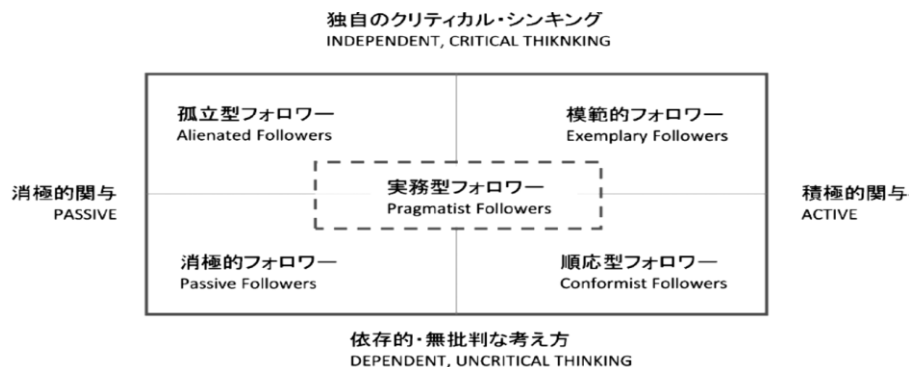 独自のクリティカル・シンキング
INDEPENDENT, CRITICAL THIKNKING
孤立型フォロワー
Alienated Followers
模範的フォロワー
Exemplary Followers
実務型フォロワー
Pragmatist Followers
消極的関与
PASSIVE
積極的関与
ACTIVE
消極的フォロワー
Passive Followers
順応型フォロワー
Conformist Followers
依存的・無批判な考え方
DEPENDENT, UNCRITICAL THINKING